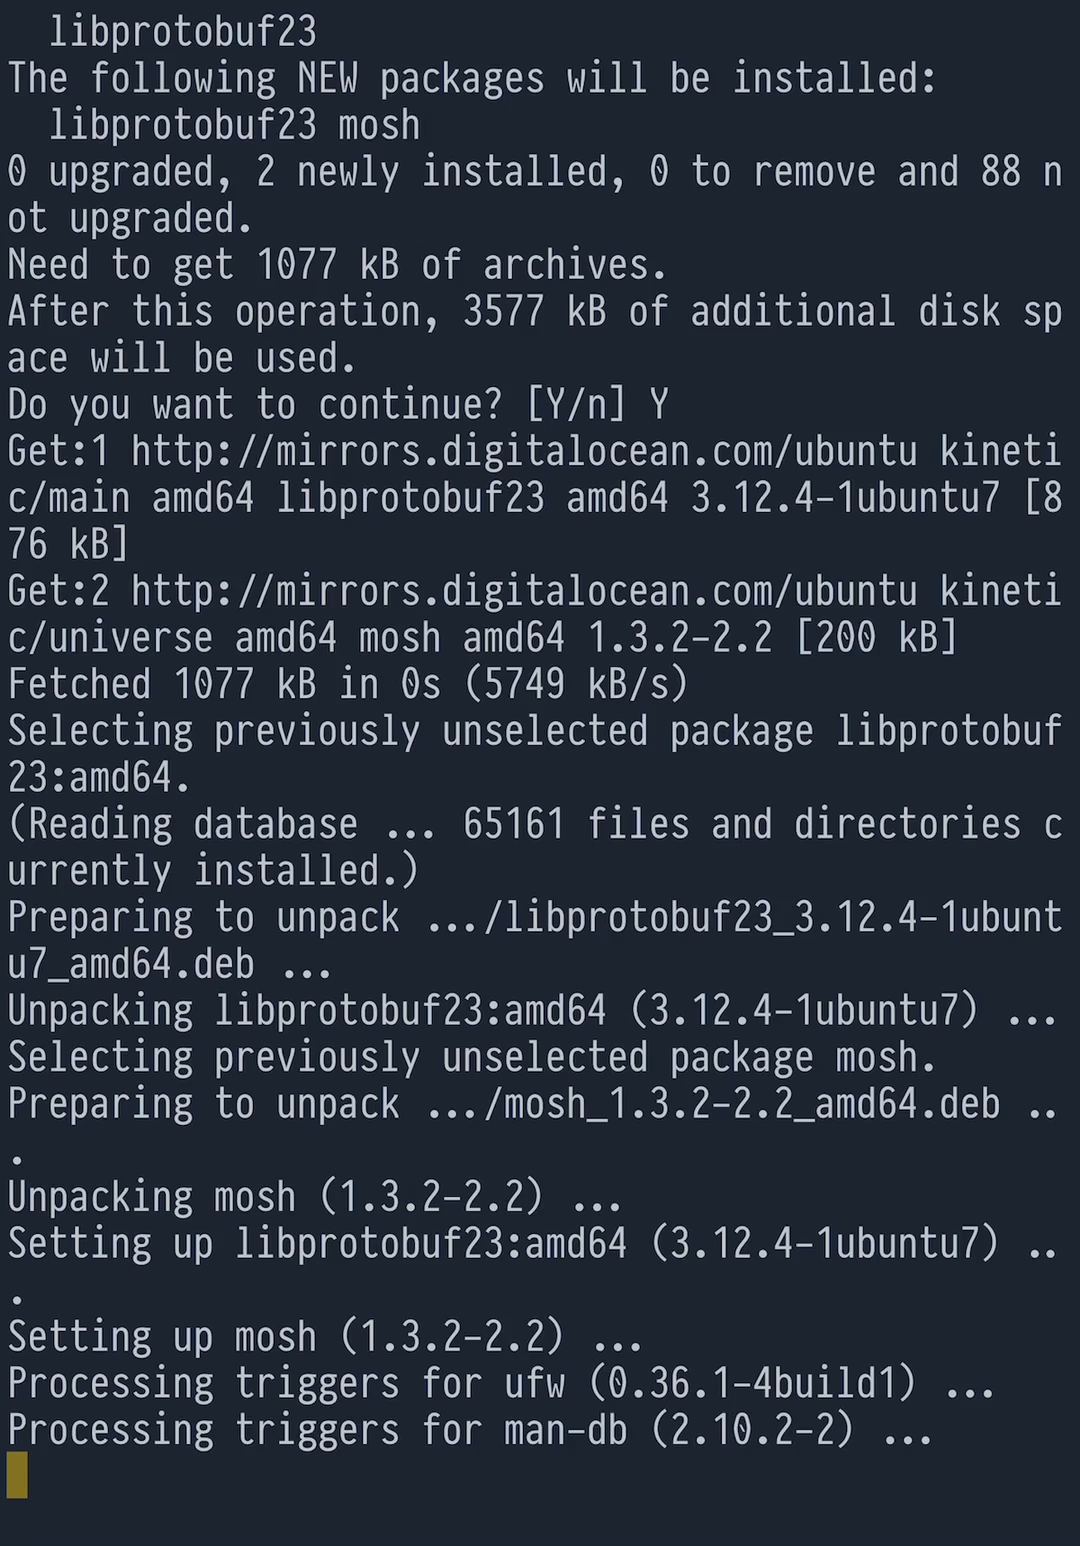 libprotobuf23
The following NEW packages will be installed:
  libprotobuf23 mosh
0 upgraded, 2 newly installed, 0 to remove and 88 n
ot upgraded.
Need to get 1077 kB of archives.
After this operation, 3577 kB of additional disk sp
ace will be used.
Do you want to continue? [Y/n] Y
Get:1 http://mirrors.digitalocean.com/ubuntu kineti
c/main amd64 libprotobuf23 amd64 3.12.4-1ubuntu7 [8
76 kB]
Get:2 http://mirrors.digitalocean.com/ubuntu kineti
c/universe amd64 mosh amd64 1.3.2-2.2 [200 kB]
Fetched 1077 kB in 0s (5749 kB/s)
Selecting previously unselected package libprotobuf
23:amd64.
(Reading database ... 65161 files and directories c
urrently installed.)
Preparing to unpack .../libprotobuf23_3.12.4-1ubunt
u7_amd64.deb ...
Unpacking libprotobuf23:amd64 (3.12.4-1ubuntu7) ...
Selecting previously unselected package mosh.
Preparing to unpack .../mosh_1.3.2-2.2_amd64.deb ..
.
Unpacking mosh (1.3.2-2.2) ...
Setting up libprotobuf23:amd64 (3.12.4-1ubuntu7) ..
.
Setting up mosh (1.3.2-2.2) ...
Processing triggers for ufw (0.36.1-4build1) ...
Processing triggers for man-db (2.10.2-2) ...